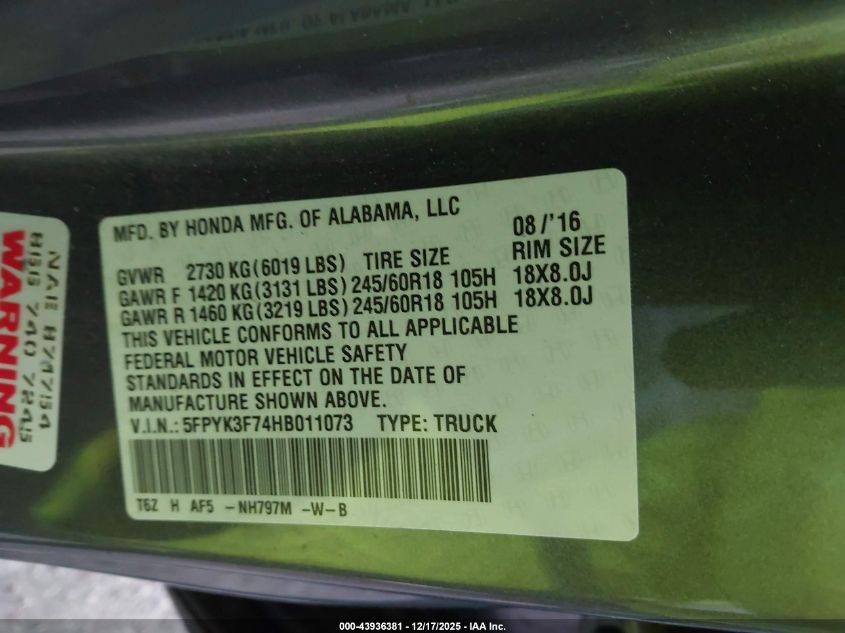 MFD. BY HONDA MFG. OF ALABAMA, LLC 08/'16
GVWR 2730 KG(6019 LBS) TIRE SIZE RIM SIZE
GAWR F 1420 KG(3131 LBS) 245/60R18 105H 18X8.0J
GAWR R 1460 KG(3219 LBS) 245/60R18 105H 18X8.0J
THIS VEHICLE CONFORMS TO ALL APPLICABLE
FEDERAL MOTOR VEHICLE SAFETY
STANDARDS IN EFFECT ON THE DATE OF
MANUFACTURE SHOWN ABOVE.
V.I.N.: 5FPYK3F74HB011073 TYPE: TRUCK
T6Z H AF5 -NH797M -W-B
WARNING
000-43936381 - 12/17/2025 - IAA Inc.